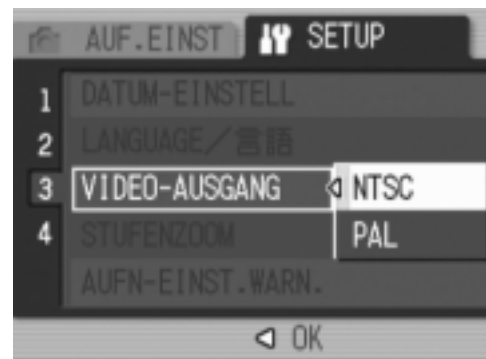 AUF.EINST SETUP
1 DATUM-EINSTELL
2 LANGUAGE/言語
3 VIDEO-AUSGANG NTSC
4 STUFENZOOM PAL
AUFN-EINST.WARN.
OK